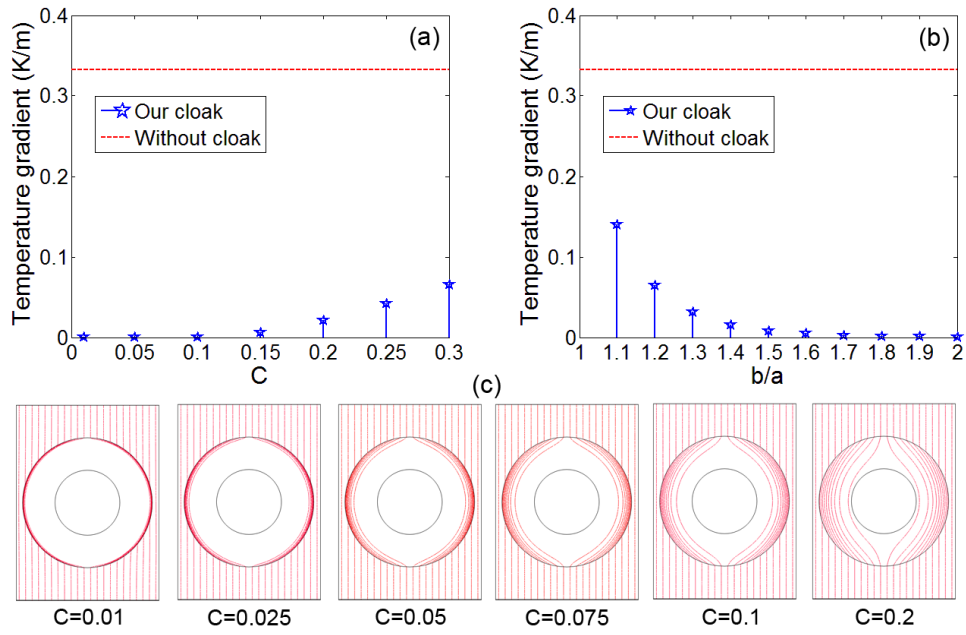 (a)
Temperature gradient (K/m)
0.4
0.3
0.2
0.1
0
Our cloak
Without cloak
0 0.05 0.1 0.15 0.2 0.25 0.3
C
(b)
Temperature gradient (K/m)
0.4
0.3
0.2
0.1
0
Our cloak
Without cloak
1 1.1 1.2 1.3 1.4 1.5 1.6 1.7 1.8 1.9 2
b/a
(c)
C=0.01 C=0.025 C=0.05 C=0.075 C=0.1 C=0.2